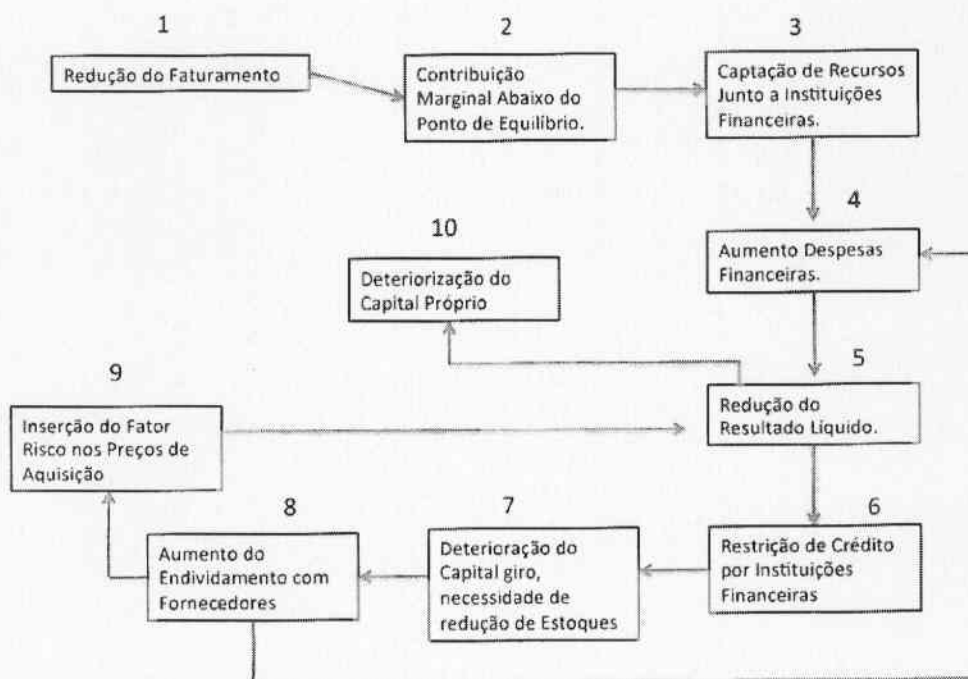 1
Redução do Faturamento
2
Contribuição
Marginal Abaixo do
Ponto de Equilíbrio.
3
Captação de Recursos
Junto a Instituições
Financeiras.
4
Aumento Despesas
Financeiras.
5
Redução do
Resultado Líquido.
6
Restrição de Crédito
por Instituições
Financeiras
7
Deterioração do
Capital giro,
necessidade de
redução de Estoques
8
Aumento do
Endividamento com
Fornecedores
9
Inserção do Fator
Risco nos Preços de
Aquisição
10
Deteriorização do
Capital Próprio